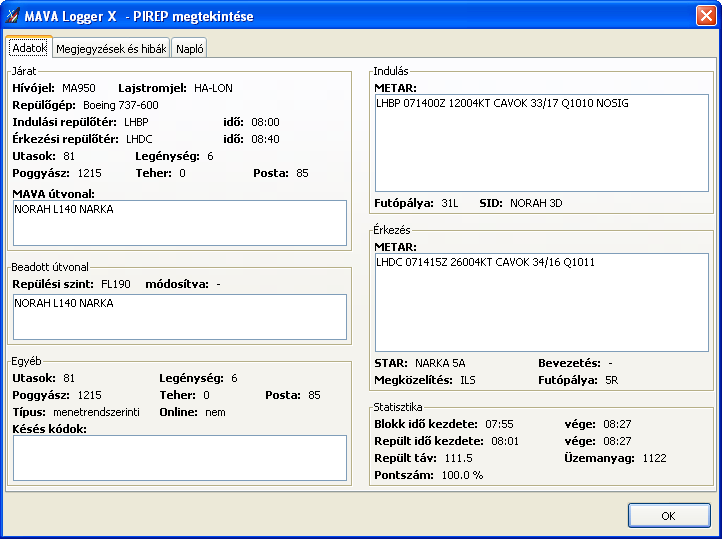 MAVA Logger X - PIREP megtekintése
Adatok Megjegyzések és hibák Napló
Járat
Hívójel: MA950 Lajstromjel: HA-LON
Repülőgép: Boeing 737-600
Indulási repülőtér: LHBP idő: 08:00
Érkezési repülőtér: LHDC idő: 08:40
Utasok: 81 Legénység: 6
Poggyász: 1215 Teher: 0 Posta: 85
MAVA útvonal:
NORAH L140 NARKA
Beadott útvonal
Repülési szint: FL190 módosítva: -
NORAH L140 NARKA
Egyéb
Utasok: 81 Legénység: 6
Poggyász: 1215 Teher: 0 Posta: 85
Típus: menetrendszerinti Online: nem
Késés kódok:
Indulás
METAR:
LHBP 071400Z 12004KT CAVOK 33/17 Q1010 NOSIG
Futópálya: 31L SID: NORAH 3D
Érkezés
METAR:
LHDC 071415Z 26004KT CAVOK 34/16 Q1011
STAR: NARKA 5A Bevezetés: -
Megközelítés: ILS Futópálya: 5R
Statisztika
Blokk idő kezdete: 07:55 vége: 08:27
Repült idő kezdete: 08:01 vége: 08:27
Repült táv: 111.5 Üzemanyag: 1122
Pontszám: 100.0 %
OK